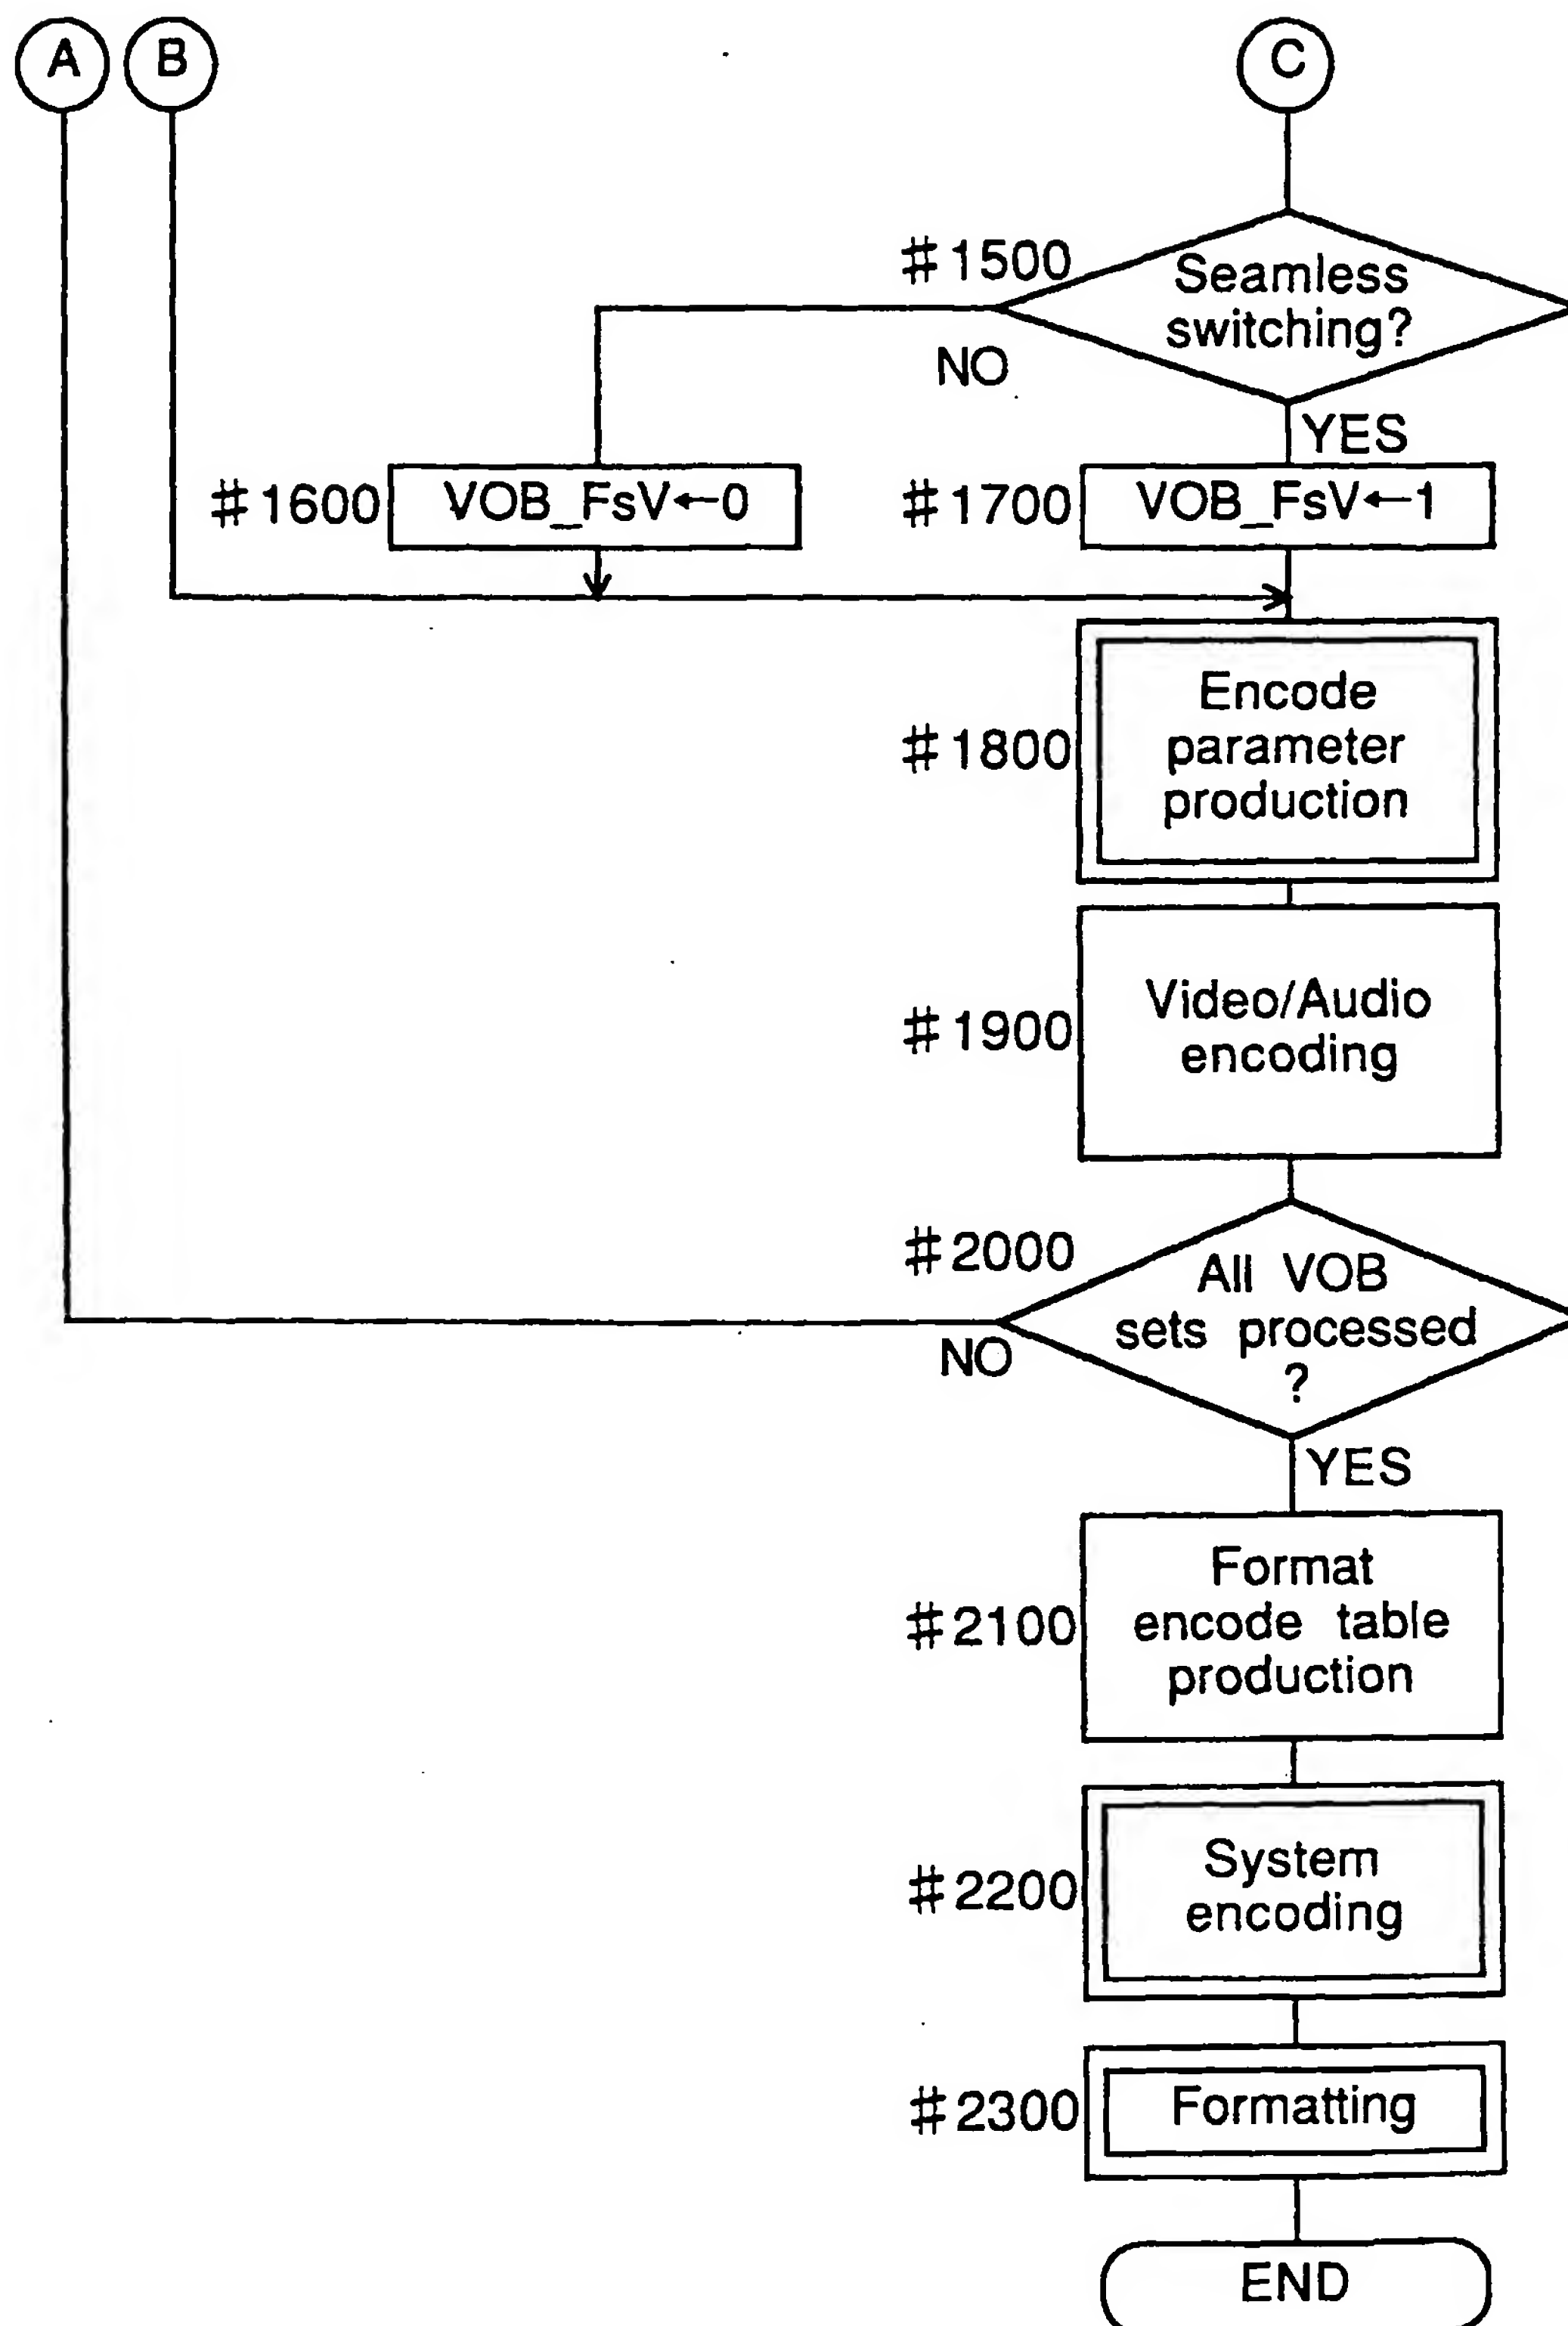 A
B
C
#1500
Seamless
switching?
NO
YES
#1600
VOB_FsV←0
#1700
VOB_FsV←1
#1800
Encode
parameter
production
#1900
Video/Audio
encoding
#2000
All VOB
sets processed
?
NO
YES
#2100
Format
encode table
production
#2200
System
encoding
#2300
Formatting
END